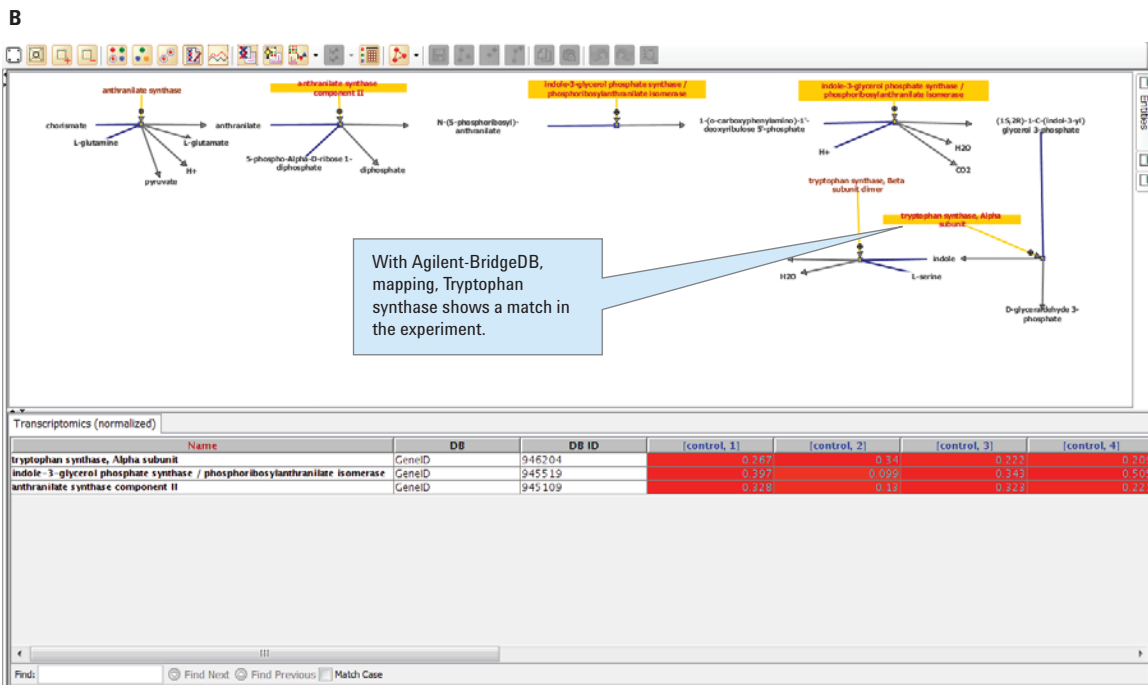 B
anthranilate synthase
anthranilate synthase
component II
indole-3-glycerol phosphate synthase /
phosphoribosylanthranilate isomerase
indole-3-glycerol phosphate synthase /
phosphoribosylanthranilate isomerase
Entities
chorismate
anthranilate
N-(5-phosphoribosyl)-
anthranilate
1-(o-carboxyphenylamino)-1'-
deoxyribulose 5'-phosphate
(1S,2R)-1-C-(indol-3-yl)
glycerol 3-phosphate
L-glutamine
L-glutamate
H+
pyruvate
5-phospho-Alpha-D-ribose 1-
diphosphate
diphosphate
H+
H2O
CO2
tryptophan synthase, Beta
subunit dimer
tryptophan synthase, Alpha
subunit
H2O
L-serine
indole
D-glyceraldehyde 3-
phosphate
With Agilent-BridgeDB,
mapping, Tryptophan
synthase shows a match in
the experiment.
Transcriptomics (normalized)
Name DB DB ID [control, 1] [control, 2] [control, 3] [control, 4]
tryptophan synthase, Alpha subunit GeneID 946204 0.267 0.34 0.222
indole-3-glycerol phosphate synthase / phosphoribosylanthranilate isomerase GeneID 945519 0.397 0.099 0.343
anthranilate synthase component II GeneID 945109 0.328 0.13 0.323
Find: Find Next Find Previous Match Case